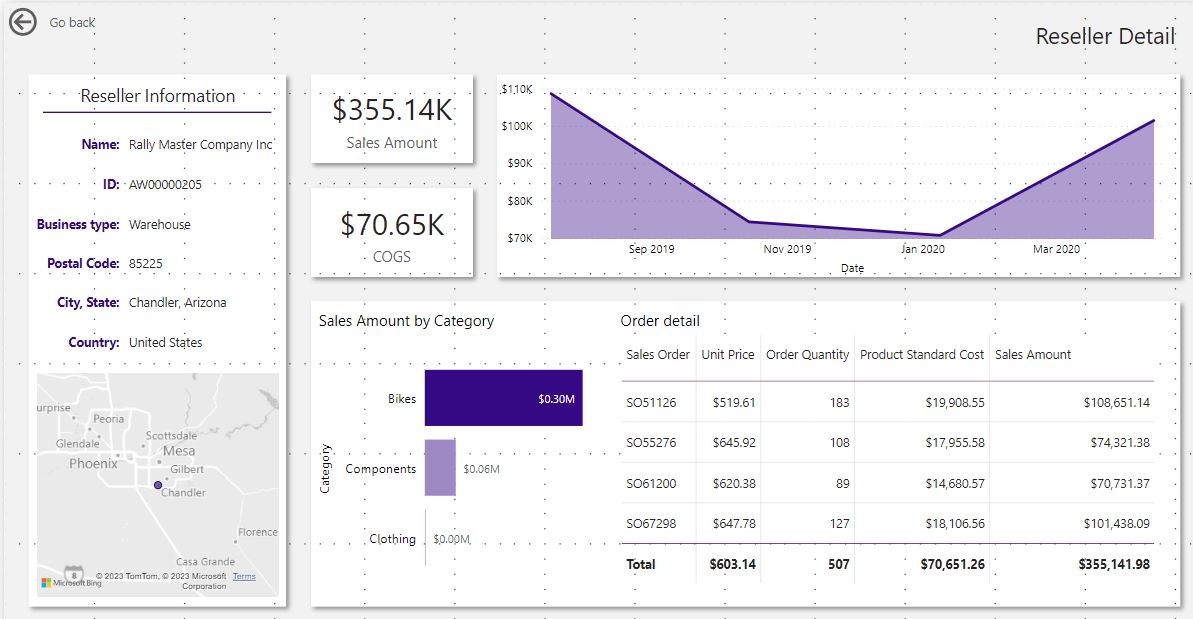 Go back
Reseller Detail
Reseller Information
Name: Rally Master Company Inc
ID: AW00000205
Business type: Warehouse
Postal Code: 85225
City, State: Chandler, Arizona
Country: United States
urprise
Peoria
Scottsdale
Glendale
Mesa
Phoenix
Gilbert
Chandler
Florence
Casa Grande
8
© 2023 TomTom, © 2023 Microsoft Corporation Terms
Microsoft Bing
$355.14K
Sales Amount
$70.65K
COGS
$110K
$100K
$90K
$80K
$70K
Sep 2019 Nov 2019 Jan 2020 Mar 2020
Date
Sales Amount by Category
Category
Bikes $0.30M
Components $0.06M
Clothing $0.00M
Order detail
Sales Order Unit Price Order Quantity Product Standard Cost Sales Amount
SO51126 $519.61 183 $19,908.55 $108,651.14
SO55276 $645.92 108 $17,955.58 $74,321.38
SO61200 $620.38 89 $14,680.57 $70,731.37
SO67298 $647.78 127 $18,106.56 $101,438.09
Total $603.14 507 $70,651.26 $355,141.98